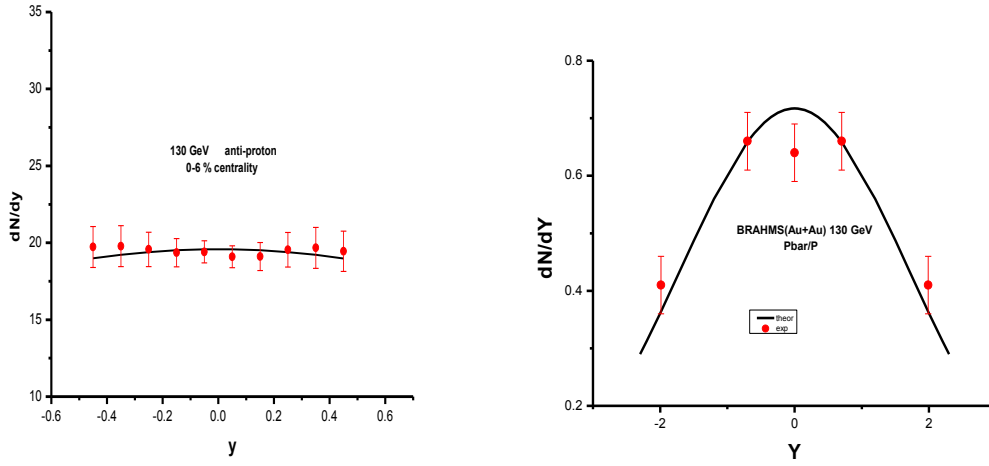 35
30
25
20
15
10
dN/dy
130 GeV anti-proton
0-6 % centrality
-0.6 -0.4 -0.2 0.0 0.2 0.4 0.6
y
0.8
0.6
0.4
0.2
dN/dY
BRAHMS(Au+Au) 130 GeV
Pbar/P
theor
exp
-2 0 2
Y